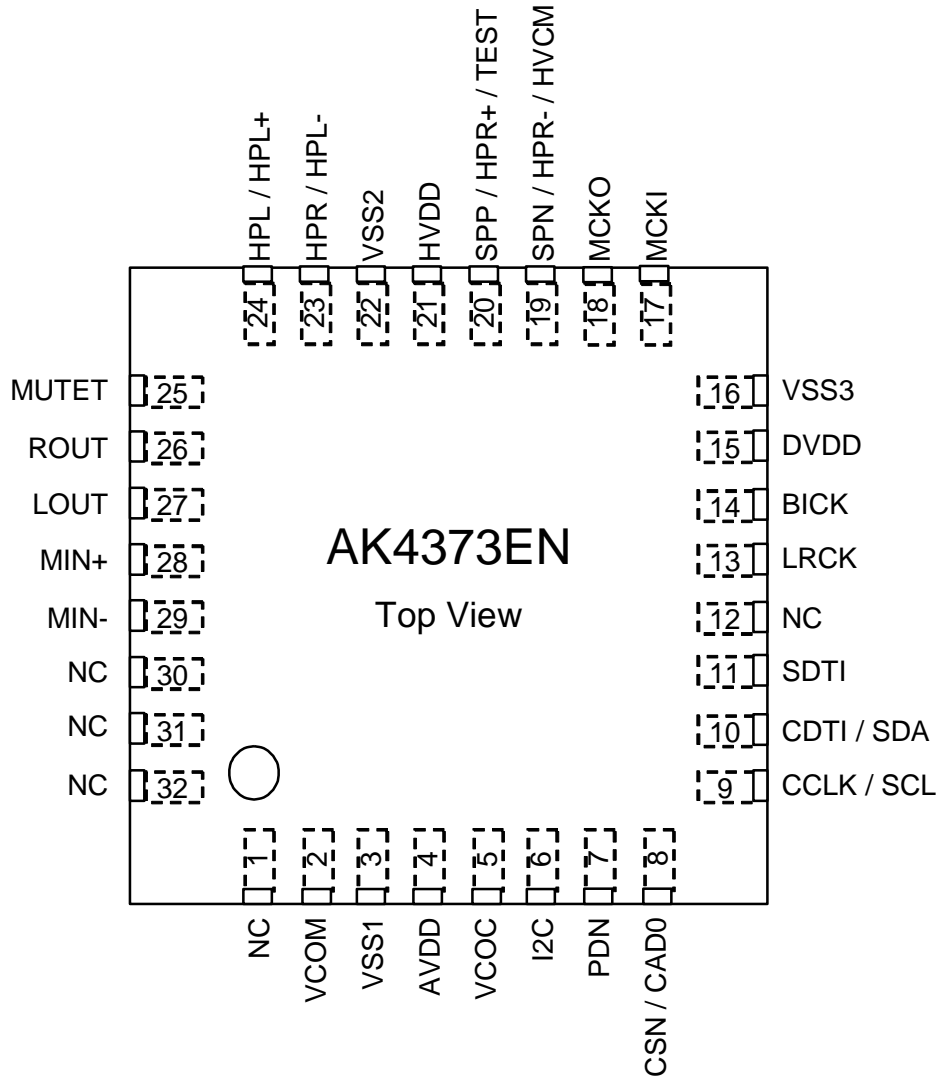 HPL / HPL+
HPR / HPL-
VSS2
HVDD
SPP / HPR+ / TEST
SPN / HPR- / HVCM
MCKO
MCKI
24
23
22
21
20
19
18
17
MUTET 25
ROUT 26
LOUT 27
MIN+ 28
MIN- 29
NC 30
NC 31
NC 32
AK4373EN
Top View
16 VSS3
15 DVDD
14 BICK
13 LRCK
12 NC
11 SDTI
10 CDTI / SDA
9 CCLK / SCL
1
2
3
4
5
6
7
8
NC
VCOM
VSS1
AVDD
VCOC
I2C
PDN
CSN / CAD0